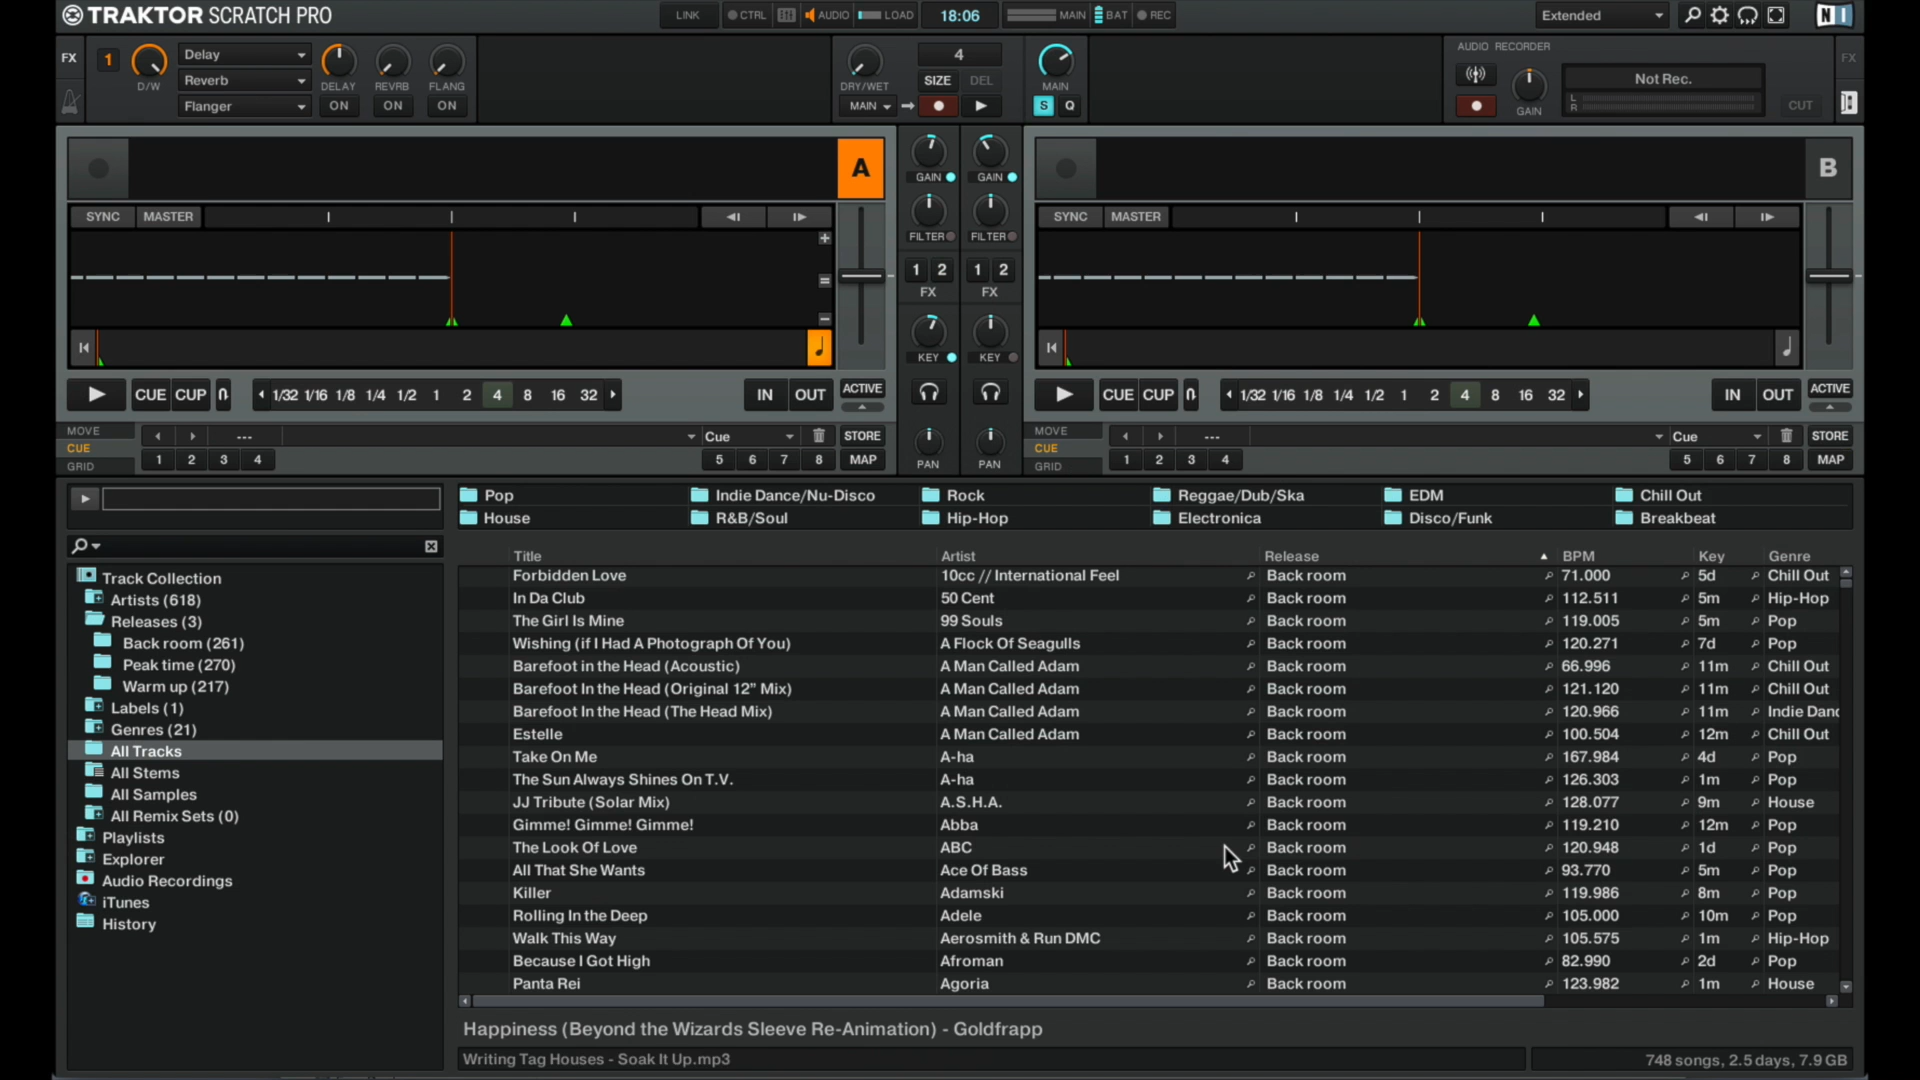 TRAKTOR SCRATCH PRO
LINK CTRL AUDIO LOAD 18:06 MAIN BAT REC Extended
FX 1 D/W Delay Reverb Flanger DELAY ON REVRB ON FLANG ON
DRY/WET MAIN 4 SIZE DEL MAIN S Q
AUDIO RECORDER GAIN Not Rec. L R CUT FX
A
B
GAIN GAIN
FILTER FILTER
1 2 1 2
FX FX
KEY KEY
PAN PAN
SYNC MASTER
SYNC MASTER
CUE CUP 1/32 1/16 1/8 1/4 1/2 1 2 4 8 16 32 IN OUT ACTIVE
CUE CUP 1/32 1/16 1/8 1/4 1/2 1 2 4 8 16 32 IN OUT ACTIVE
MOVE CUE GRID --- Cue STORE
1 2 3 4 5 6 7 8 MAP
MOVE CUE GRID --- Cue STORE
1 2 3 4 5 6 7 8 MAP
Pop Indie Dance/Nu-Disco Rock Reggae/Dub/Ska EDM Chill Out
House R&B/Soul Hip-Hop Electronica Disco/Funk Breakbeat
Track Collection
Artists (618)
Releases (3)
Back room (261)
Peak time (270)
Warm up (217)
Labels (1)
Genres (21)
All Tracks
All Stems
All Samples
All Remix Sets (0)
Playlists
Explorer
Audio Recordings
iTunes
History
Title Artist Release BPM Key Genre
Forbidden Love 10cc // International Feel Back room 71.000 5d Chill Out
In Da Club 50 Cent Back room 112.511 5m Hip-Hop
The Girl Is Mine 99 Souls Back room 119.005 5m Pop
Wishing (if I Had A Photograph Of You) A Flock Of Seagulls Back room 120.271 7d Pop
Barefoot in the Head (Acoustic) A Man Called Adam Back room 66.996 11m Chill Out
Barefoot In the Head (Original 12” Mix) A Man Called Adam Back room 121.120 11m Chill Out
Barefoot In the Head (The Head Mix) A Man Called Adam Back room 120.966 11m Indie Danc
Estelle A Man Called Adam Back room 100.504 12m Chill Out
Take On Me A-ha Back room 167.984 4d Pop
The Sun Always Shines On T.V. A-ha Back room 126.303 1m Pop
JJ Tribute (Solar Mix) A.S.H.A. Back room 128.077 9m House
Gimme! Gimme! Gimme! Abba Back room 119.210 12m Pop
The Look Of Love ABC Back room 120.948 1d Pop
All That She Wants Ace Of Bass Back room 93.770 5m Pop
Killer Adamski Back room 119.986 8m Pop
Rolling In the Deep Adele Back room 105.000 10m Pop
Walk This Way Aerosmith & Run DMC Back room 105.575 1m Hip-Hop
Because I Got High Afroman Back room 82.990 2d Pop
Panta Rei Agoria Back room 123.982 1m House
Happiness (Beyond the Wizards Sleeve Re-Animation) - Goldfrapp
Writing Tag Houses - Soak It Up.mp3 748 songs, 2.5 days, 7.9 GB